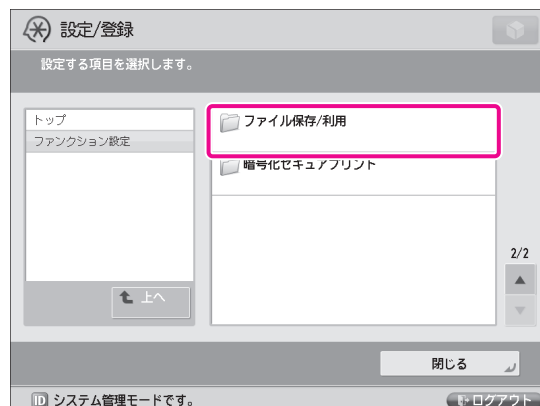 設定/登録
設定する項目を選択します。
トップ
ファンクション設定
ファイル保存/利用
暗号化セキュアプリント
2/2
上へ
閉じる
ID システム管理モードです。
ログアウト